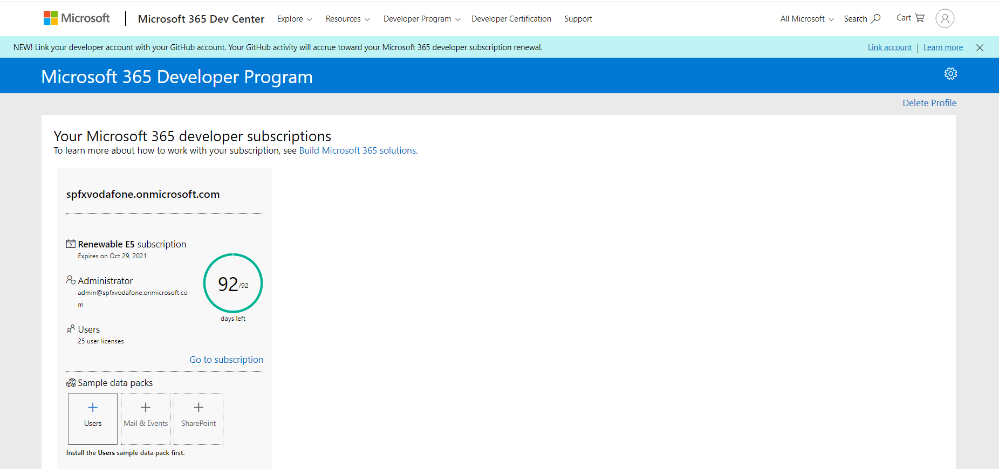 Microsoft | Microsoft 365 Dev Center Explore Resources Developer Program Developer Certification Support All Microsoft Search Cart
NEW! Link your developer account with your GitHub account. Your GitHub activity will accrue toward your Microsoft 365 developer subscription renewal. Link account | Learn more
Microsoft 365 Developer Program
Delete Profile
Your Microsoft 365 developer subscriptions
To learn more about how to work with your subscription, see Build Microsoft 365 solutions.
spfxvodafone.onmicrosoft.com
Renewable E5 subscription
Expires on Oct 29, 2021
Administrator
admin@spfxvodafone.onmicrosoft.co
m
92/92
days left
Users
25 user licenses
Go to subscription
Sample data packs
Users Mail & Events SharePoint
Install the Users sample data pack first.